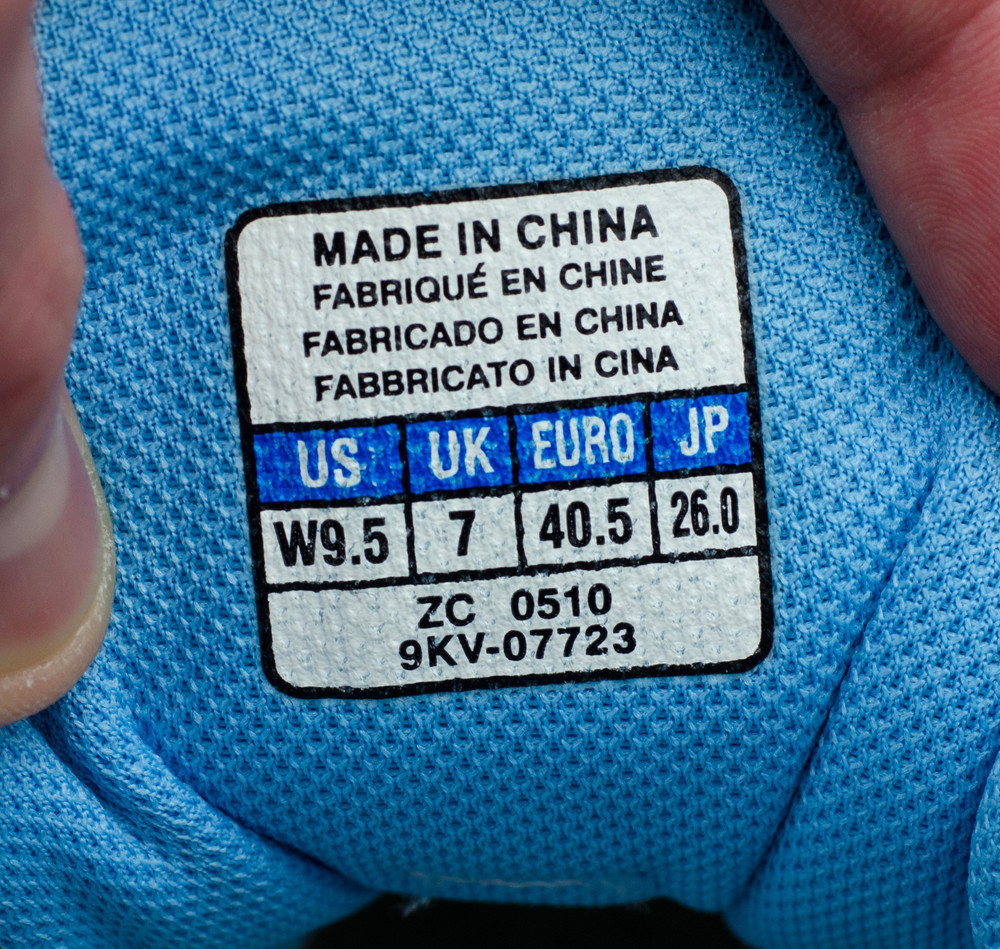 MADE IN CHINA
FABRIQUÉ EN CHINE
FABRICADO EN CHINA
FABBRICATO IN CINA
US UK EURO JP
W9.5 7 40.5 26.0
ZC 0510
9KV-07723